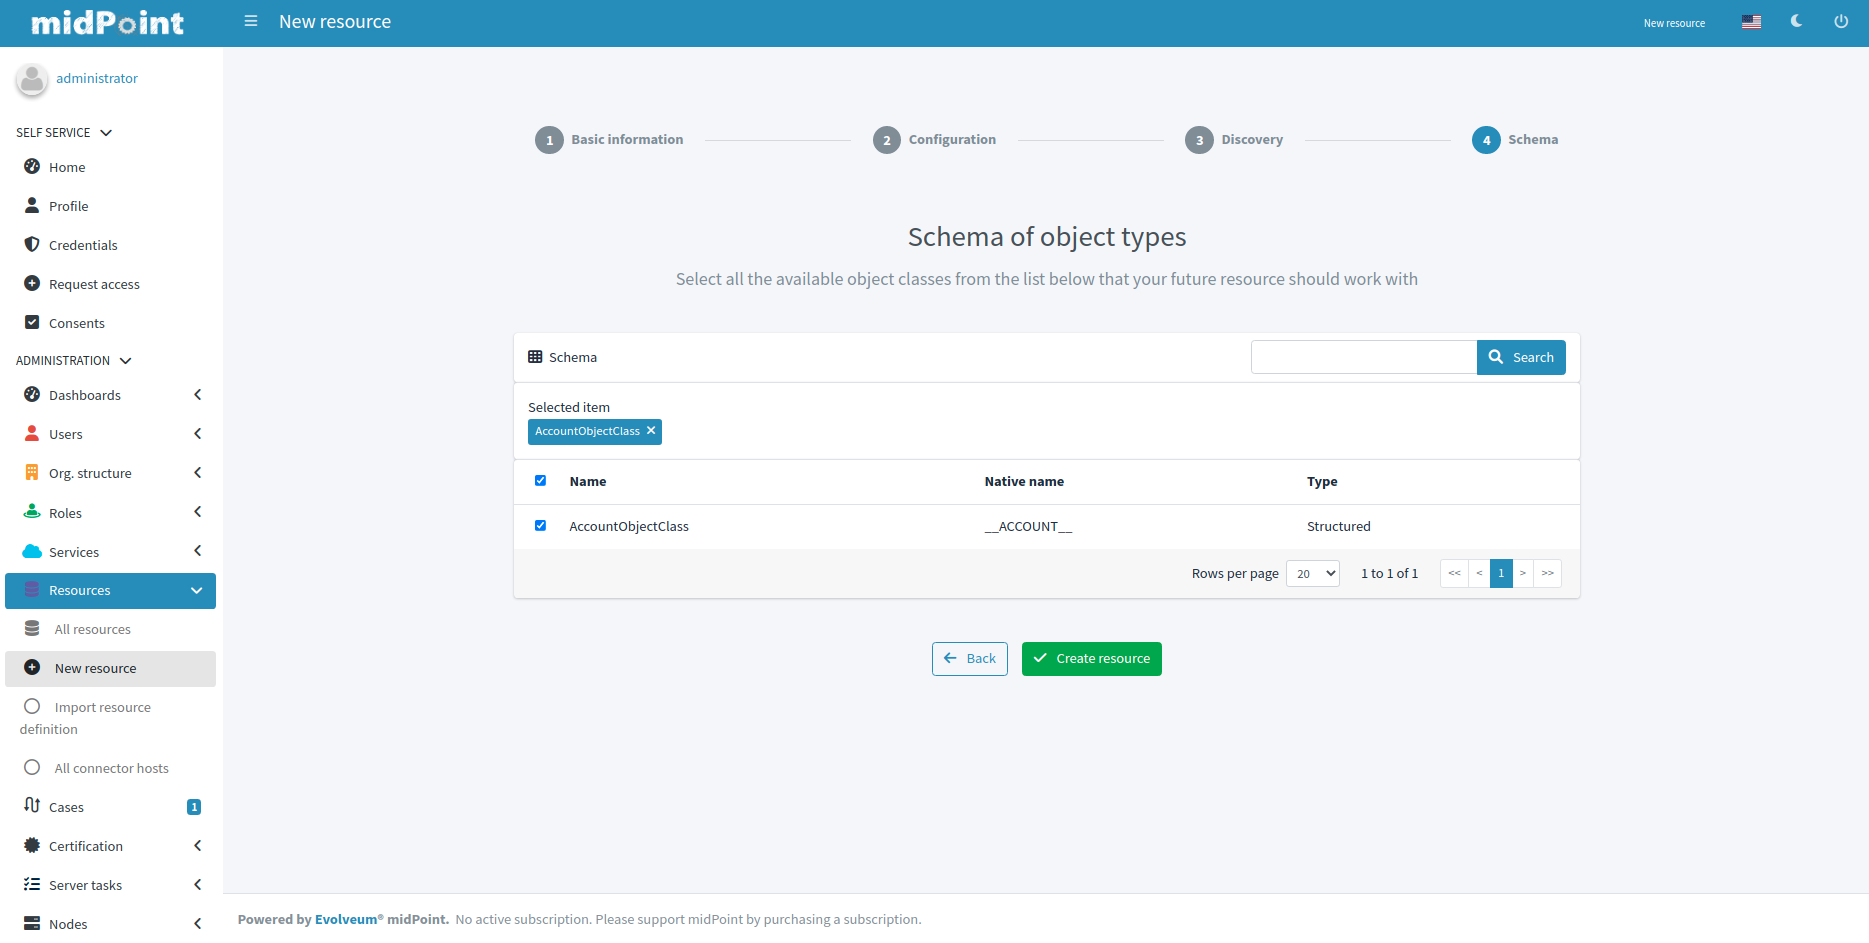 midPoint
New resource
New resource
administrator
SELF SERVICE
Home
Profile
Credentials
Request access
Consents
ADMINISTRATION
Dashboards
Users
Org. structure
Roles
Services
Resources
All resources
New resource
Import resource
definition
All connector hosts
Cases 1
Certification
Server tasks
Nodes
1 Basic information
2 Configuration
3 Discovery
4 Schema
Schema of object types
Select all the available object classes from the list below that your future resource should work with
Schema
Search
Selected item
AccountObjectClass ×
Name Native name Type
AccountObjectClass __ACCOUNT__ Structured
Rows per page 20 1 to 1 of 1 << < 1 > >>
Back
Create resource
Powered by Evolveum® midPoint. No active subscription. Please support midPoint by purchasing a subscription.